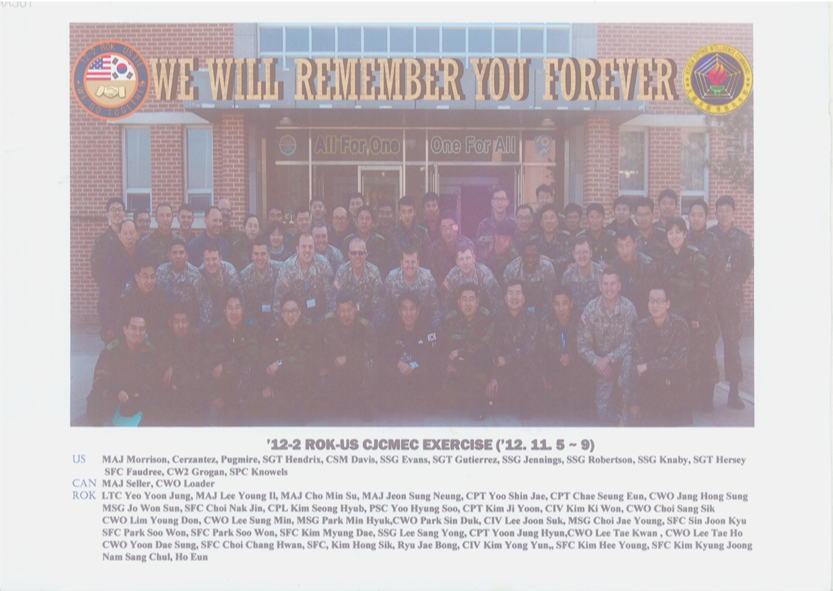 WE WILL REMEMBER YOU FOREVER
All For One One For All
'12-2 ROK-US CJCMEC EXERCISE ('12. 11. 5 ~ 9)
US MAJ Morrison, Cerzantez, Pugmire, SGT Hendrix, CSM Davis, SSG Evans, SGT Gutierrez, SSG Jennings, SSG Robertson, SSG Knaby, SGT Hersey
SFC Faudree, CW2 Grogan, SPC Knowels
CAN MAJ Seller, CWO Loader
ROK LTC Yeo Yoon Jung, MAJ Lee Young Il, MAJ Cho Min Su, MAJ Jeon Sung Neung, CPT Yoo Shin Jae, CPT Chae Seung Eun, CWO Jang Hong Sung
MSG Jo Won Sun, SFC Choi Nak Jin, CPL Kim Seong Hyub, PSC Yoo Hyung Soo, CPT Kim Ji Yoon, CIV Kim Ki Won, CWO Choi Sang Sik
CWO Lim Young Don, CWO Lee Sung Min, MSG Park Min Hyuk,CWO Park Sin Duk, CIV Lee Joon Suk, MSG Choi Jae Young, SFC Sin Joon Kyu
SFC Park Soo Won, SFC Park Soo Won, SFC Kim Myung Dae, SSG Lee Sang Yong, CPT Yoon Jung Hyun,CWO Lee Tae Kwan , CWO Lee Tae Ho
CWO Yoon Dae Sung, SFC Choi Chang Hwan, SFC, Kim Hong Sik, Ryu Jae Bong, CIV Kim Yong Yun,, SFC Kim Hee Young, SFC Kim Kyung Joong
Nam Sang Chul, Ho Eun